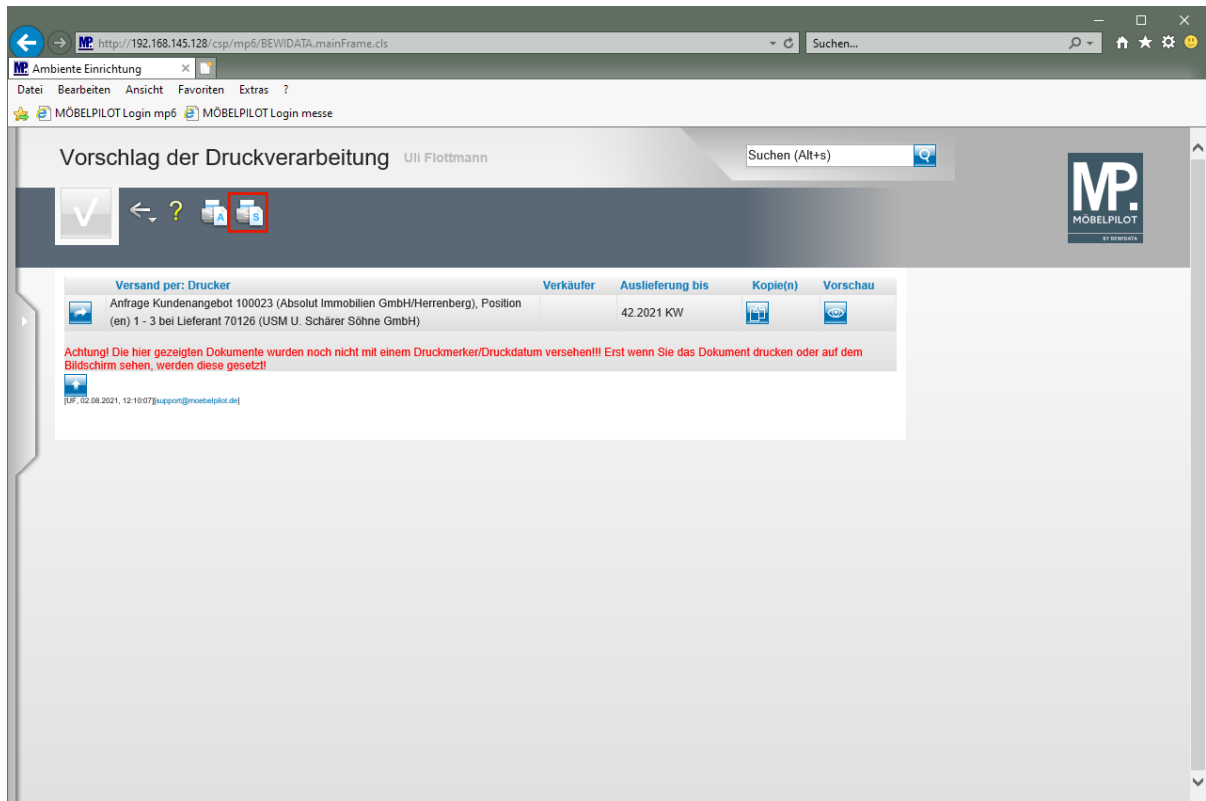 http://192.168.145.128/csp/mp6/BEWIDATA.mainFrame.cls
Suchen...
MP. Ambiente Einrichtung
Datei Bearbeiten Ansicht Favoriten Extras ?
MÖBELPILOT Login mp6 MÖBELPILOT Login messe
Vorschlag der Druckverarbeitung Uli Flottmann
Suchen (Alt+s)
MP.
MÖBELPILOT
BY BEWIDATA
? A S
Versand per: Drucker Verkäufer Auslieferung bis Kopie(n) Vorschau
Anfrage Kundenangebot 100023 (Absolut Immobilien GmbH/Herrenberg), Position
(en) 1 - 3 bei Lieferant 70126 (USM U. Schärer Söhne GmbH)
42.2021 KW
Achtung! Die hier gezeigten Dokumente wurden noch nicht mit einem Druckmerker/Druckdatum versehen!!! Erst wenn Sie das Dokument drucken oder auf dem
Bildschirm sehen, werden diese gesetzt!
[UF, 02.08.2021, 12:10:07][support@moebelpilot.de]